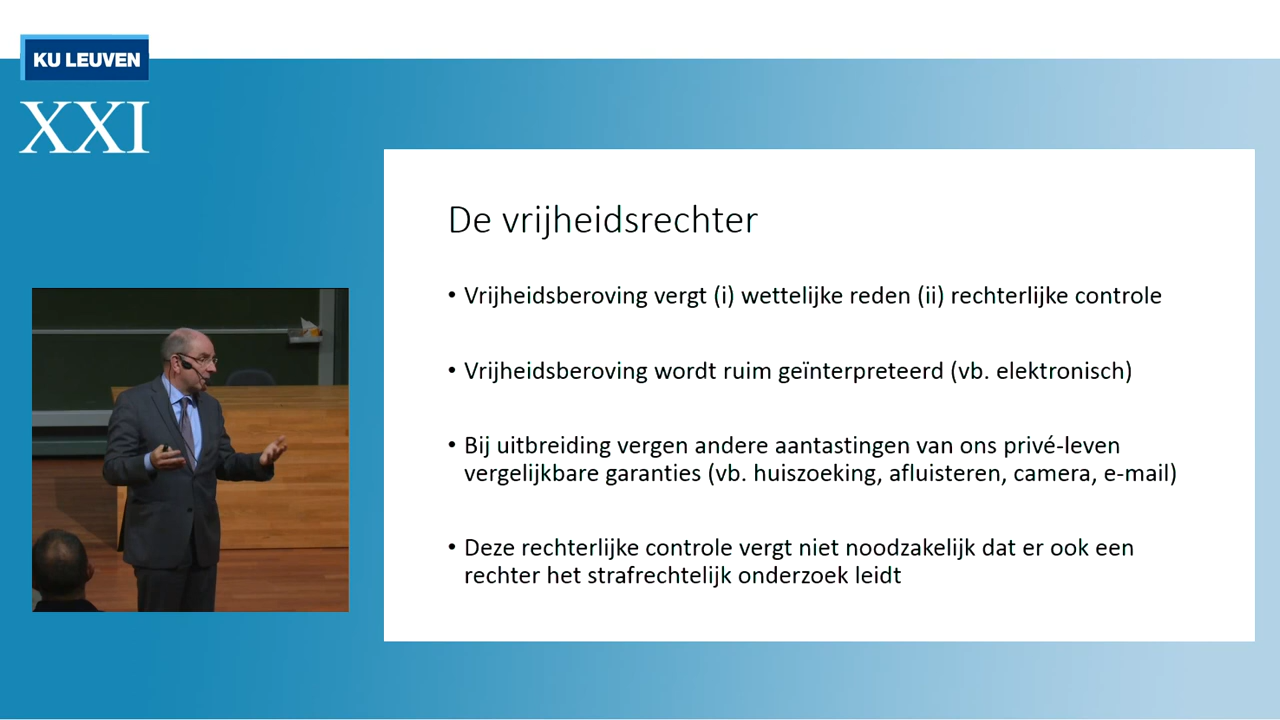 KU LEUVEN
XXI
De vrijheidsrechter
• Vrijheidsberoving vergt (i) wettelijke reden (ii) rechterlijke controle
• Vrijheidsberoving wordt ruim geïnterpreteerd (vb. elektronisch)
• Bij uitbreiding vergen andere aantastingen van ons privé-leven
vergelijkbare garanties (vb. huiszoeking, afluisteren, camera, e-mail)
• Deze rechterlijke controle vergt niet noodzakelijk dat er ook een
rechter het strafrechtelijk onderzoek leidt